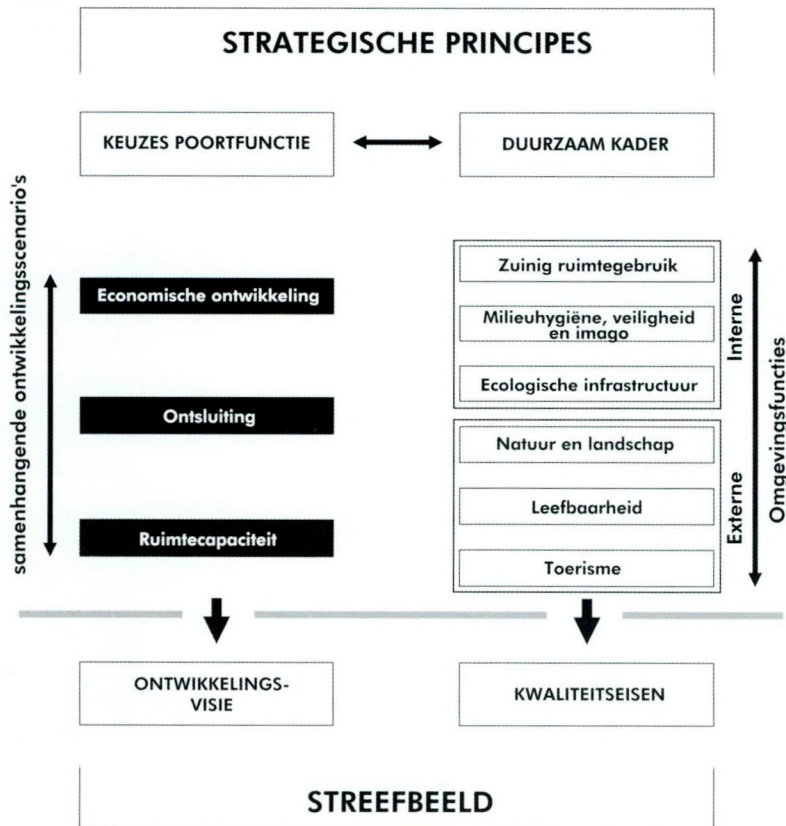 STRATEGISCHE PRINCIPES
KEUZES POORTFUNCTIE
DUURZAAM KADER
samenhangende ontwikkelingsscenario's
Economische ontwikkeling
Ontsluiting
Ruimtecapaciteit
Zuinig ruimtegebruik
Milieuhygiëne, veiligheid
en imago
Ecologische infrastructuur
Natuur en landschap
Leefbaarheid
Toerisme
Interne
Externe
Omgevingsfuncties
ONTWIKKELINGS-
VISIE
KWALITEITSEISEN
STREEFBEELD